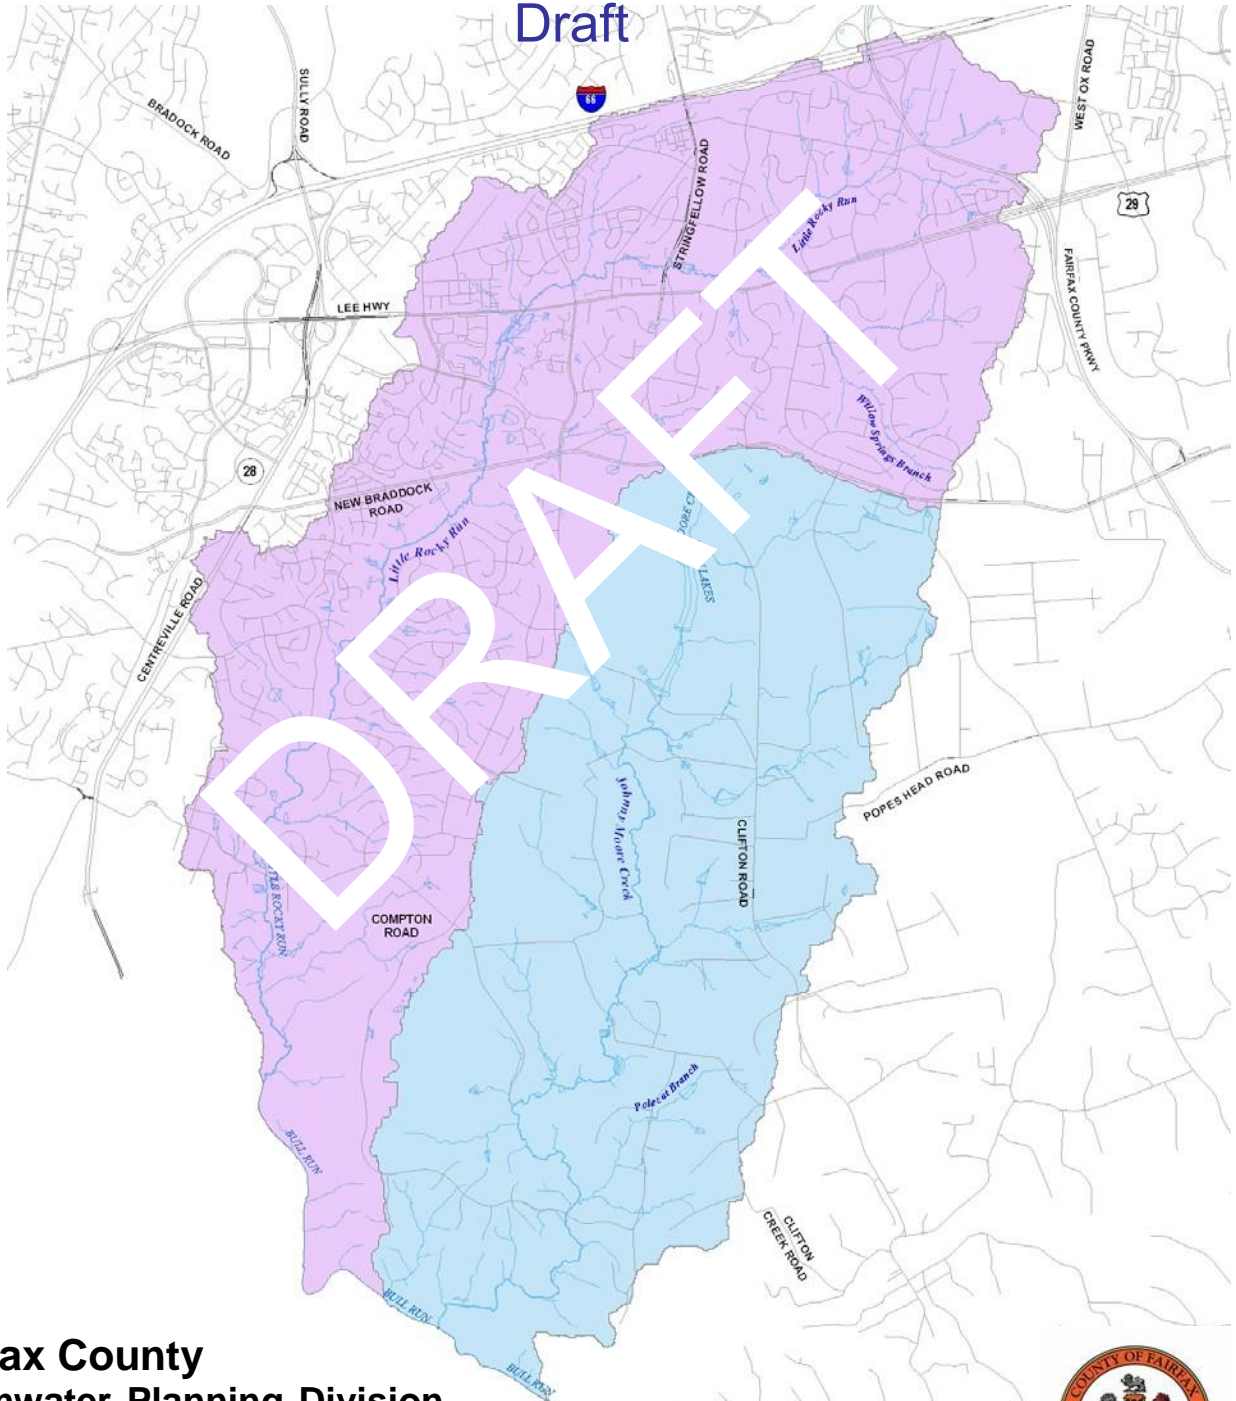 Draft
66
SULLY ROAD
BRADOCK ROAD
WEST OX ROAD
STRINGFELLOW ROAD
29
Little Rocky Run
FAIRFAX COUNTY PKWY
LEE HWY
Willow Springs Branch
28
NEW BRADDOCK
ROAD
Little Rocky Run
LAKES
CENTREVILLE ROAD
DRAFT
POPES HEAD ROAD
Johnny Moore Creek
CLIFTON ROAD
ROCKY RUN
COMPTON
ROAD
Polecat Branch
BULL RUN
CLIFTON
CREEK ROAD
BULL RUN
BULL RUN
ax County
mwater Planning Division
COUNTY OF FAIRFAX